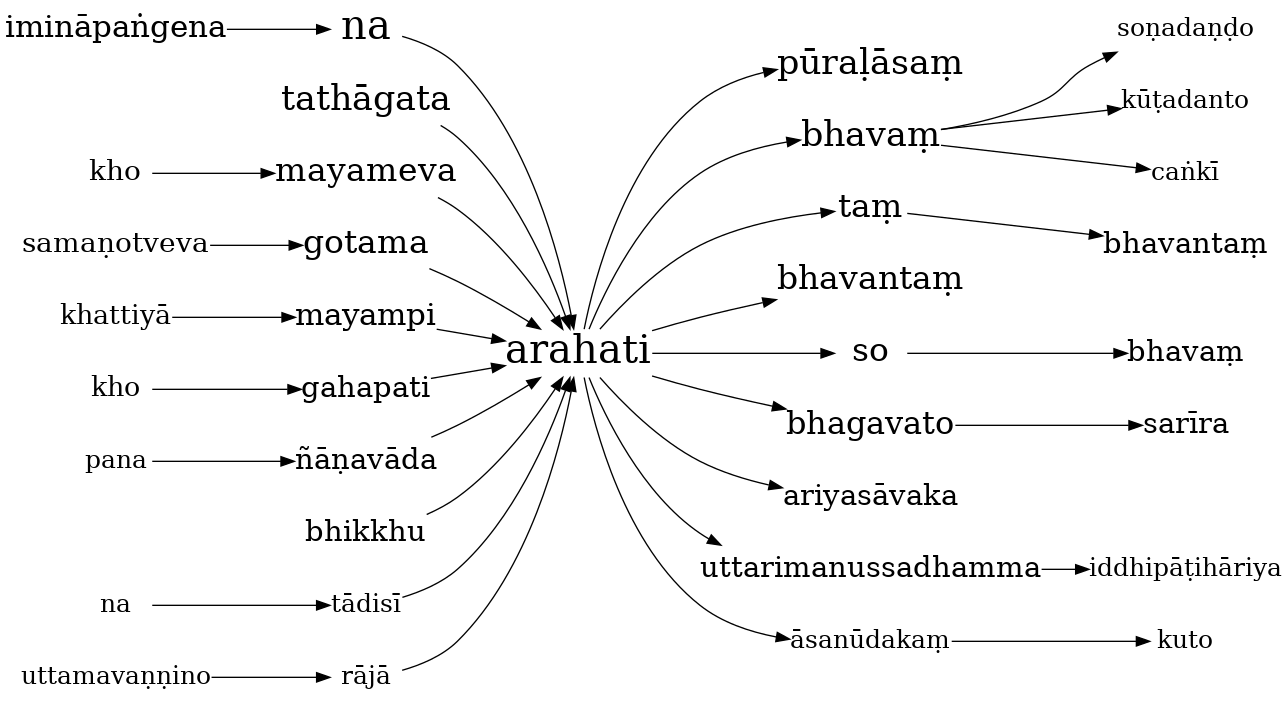 imināpaṅgena na
tathāgata
kho mayameva
samaṇotveva gotama
khattiyā mayampi
kho gahapati
pana ñāṇavāda
bhikkhu
na tādisī
uttamavaṇṇino rājā
arahati
pūraḷāsaṃ
bhavaṃ
soṇadaṇḍo
kūṭadanto
caṅkī
taṃ bhavantaṃ
bhavantaṃ
so bhavaṃ
bhagavato sarīra
ariyasāvaka
uttarimanussadhamma iddhipāṭihāriya
āsanūdakaṃ kuto